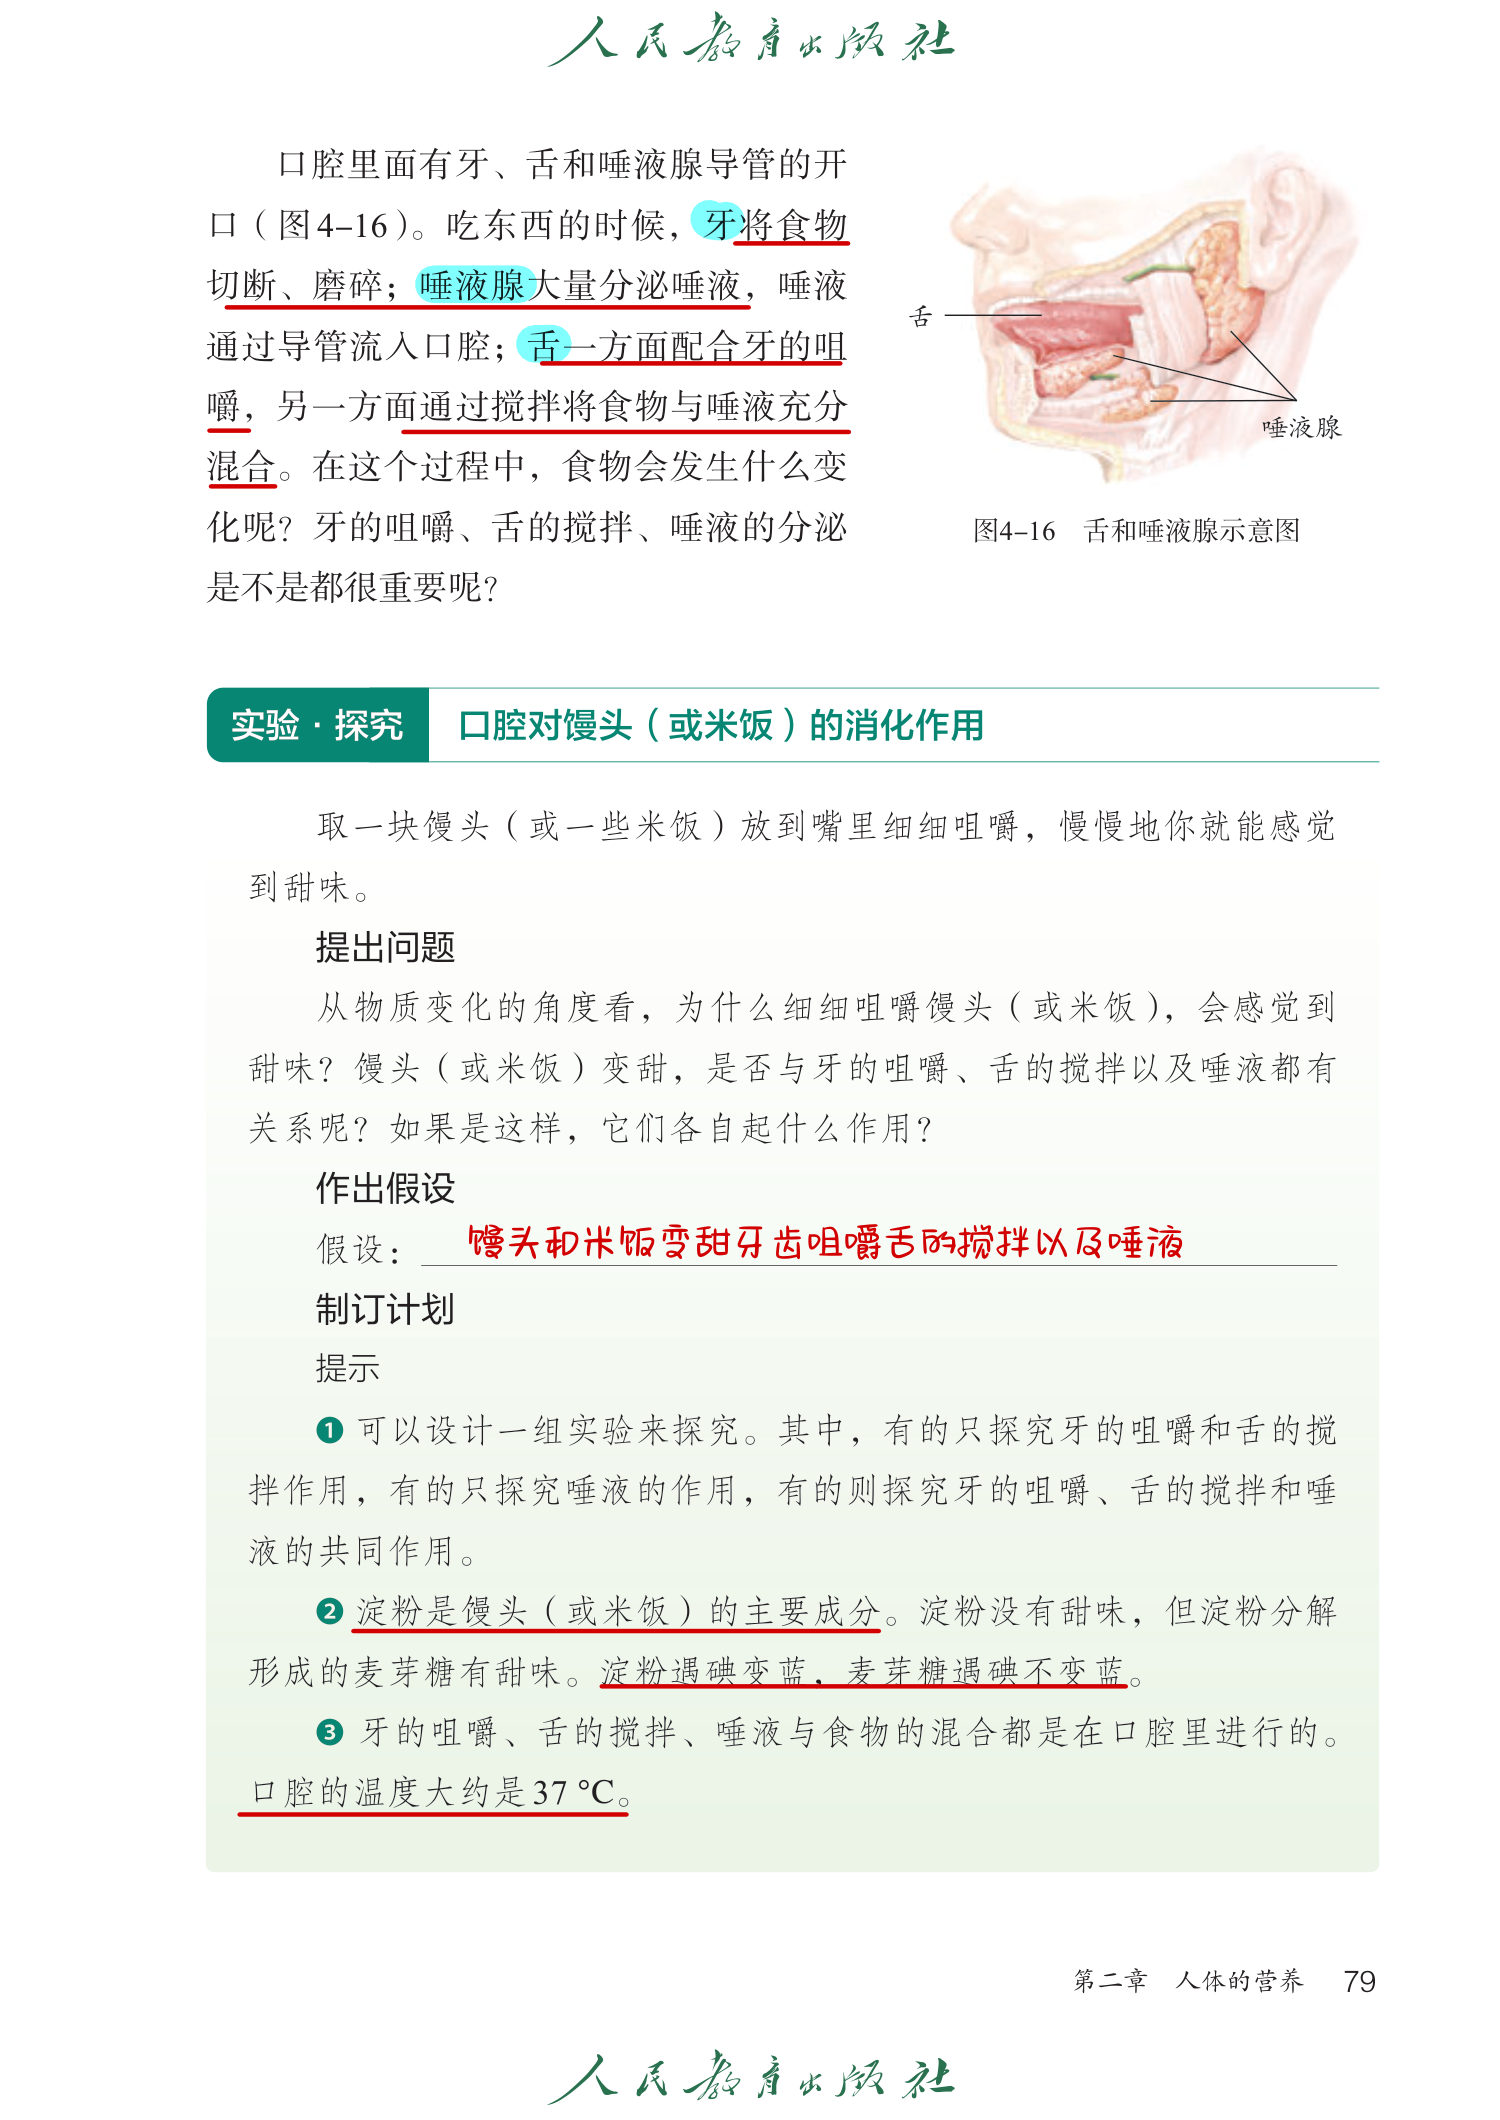 人民教育出版社
口腔里面有牙、舌和唾液腺导管的开
口（图4–16）。吃东西的时候，牙将食物
切断、磨碎；唾液腺大量分泌唾液，唾液
通过导管流入口腔；舌一方面配合牙的咀
嚼，另一方面通过搅拌将食物与唾液充分
混合。在这个过程中，食物会发生什么变
化呢？牙的咀嚼、舌的搅拌、唾液的分泌
是不是都很重要呢？
舌
唾液腺
图4–16 舌和唾液腺示意图
实验·探究 口腔对馒头（或米饭）的消化作用
取一块馒头（或一些米饭）放到嘴里细细咀嚼，慢慢地你就能感觉
到甜味。
提出问题
从物质变化的角度看，为什么细细咀嚼馒头（或米饭），会感觉到
甜味？馒头（或米饭）变甜，是否与牙的咀嚼、舌的搅拌以及唾液都有
关系呢？如果是这样，它们各自起什么作用？
作出假设
假设：馒头和米饭变甜牙齿咀嚼舌的搅拌以及唾液
制订计划
提示
❶ 可以设计一组实验来探究。其中，有的只探究牙的咀嚼和舌的搅
拌作用，有的只探究唾液的作用，有的则探究牙的咀嚼、舌的搅拌和唾
液的共同作用。
❷ 淀粉是馒头（或米饭）的主要成分。淀粉没有甜味，但淀粉分解
形成的麦芽糖有甜味。淀粉遇碘变蓝，麦芽糖遇碘不变蓝。
❸ 牙的咀嚼、舌的搅拌、唾液与食物的混合都是在口腔里进行的。
口腔的温度大约是37 °C。
第二章 人体的营养 79
人民教育出版社